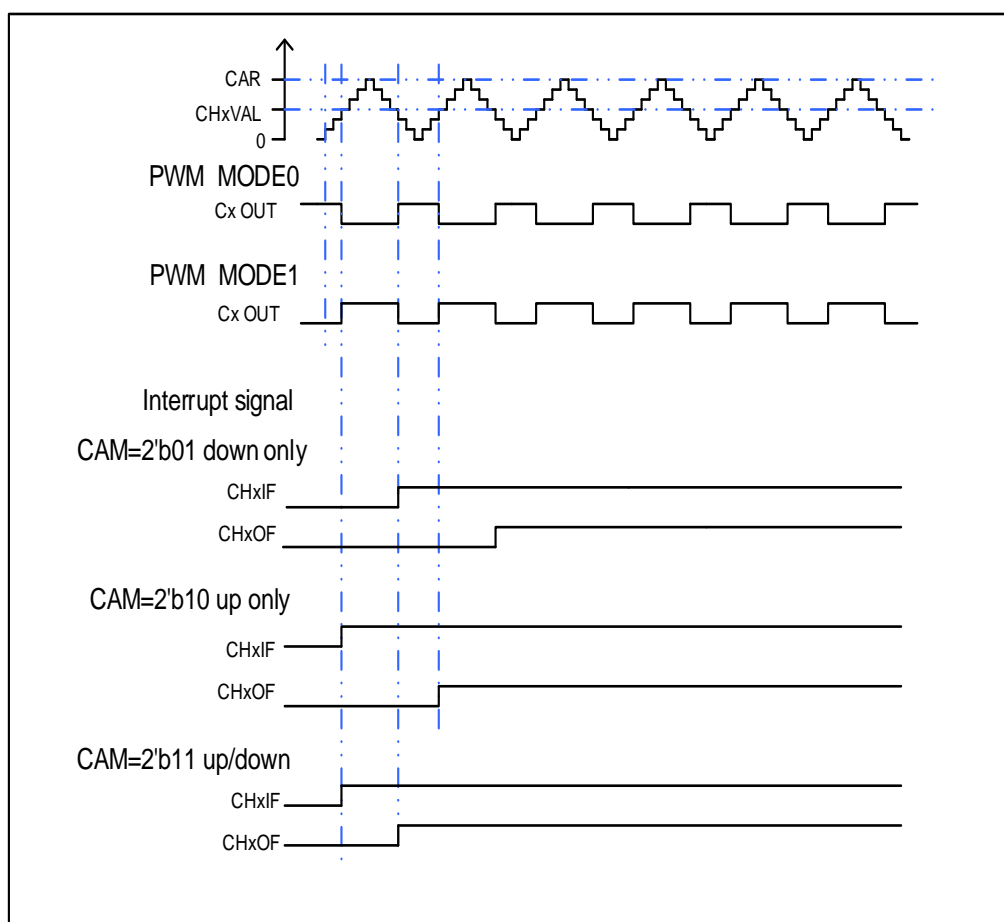 CAR
CHxVAL
0
PWM MODE0
Cx OUT
PWM MODE1
Cx OUT
Interrupt signal
CAM=2'b01 down only
CHxIF
CHxOF
CAM=2'b10 up only
CHxIF
CHxOF
CAM=2'b11 up/down
CHxIF
CHxOF